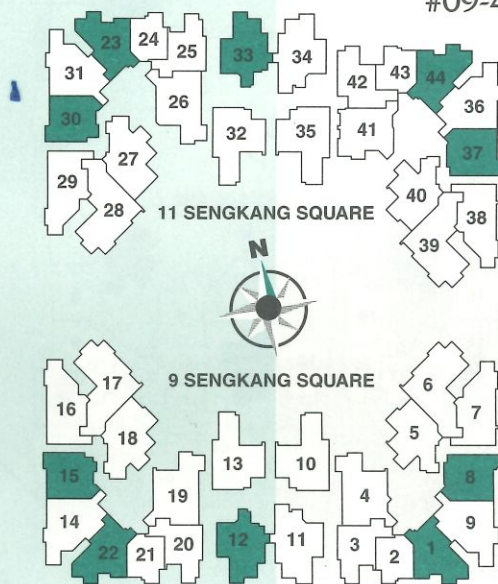 #09-4
23 24 25 33 34 43 44
31 42 36
30 26 32 35 41 37
27 40
29 28 39 38
11 SENGKANG SQUARE
N
9 SENGKANG SQUARE
16 17 6 7
18 5
15 13 10 8
14 19 4 9
22 21 20 12 11 3 2 1